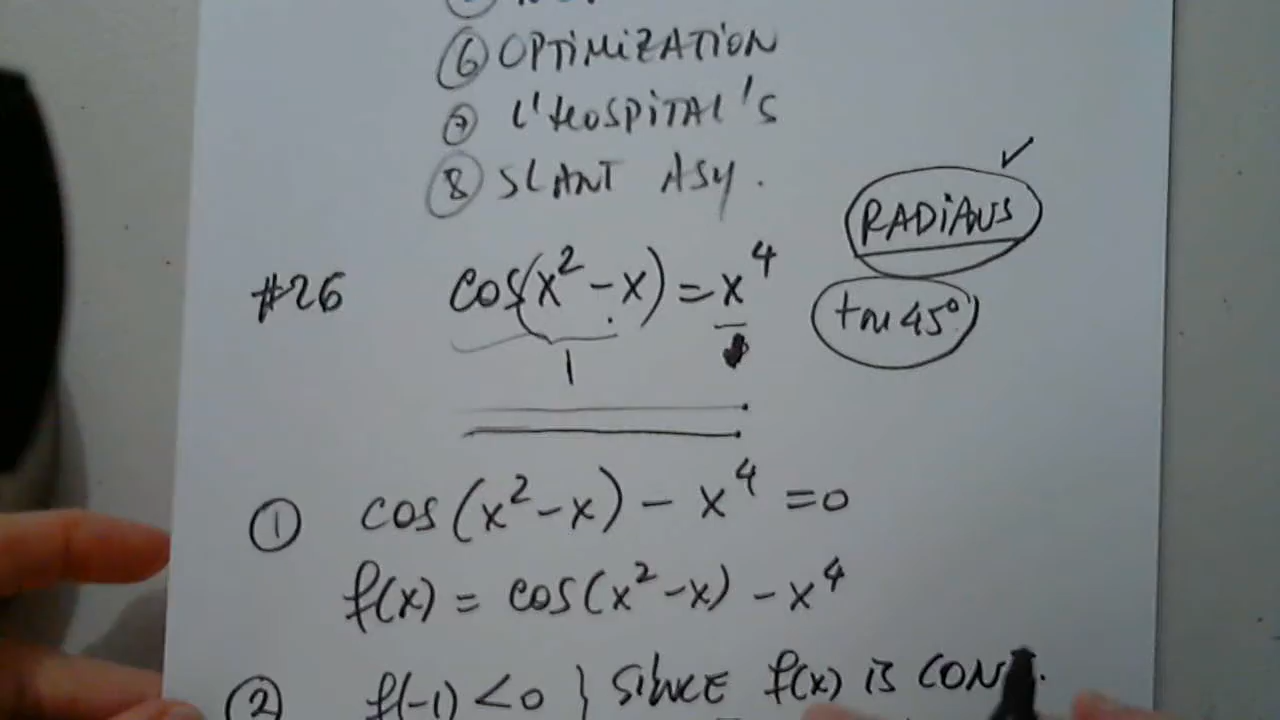 ⑥ OPTIMIZATION
⑦ L'HOSPITAL'S
⑧ SLANT ASY.
RADIANS
#26 cos(x² - x) = x⁴
tan 45°
1
① cos(x² - x) - x⁴ = 0
f(x) = cos(x² - x) - x⁴
② f(-1) < 0 } SINCE f(x) IS CON